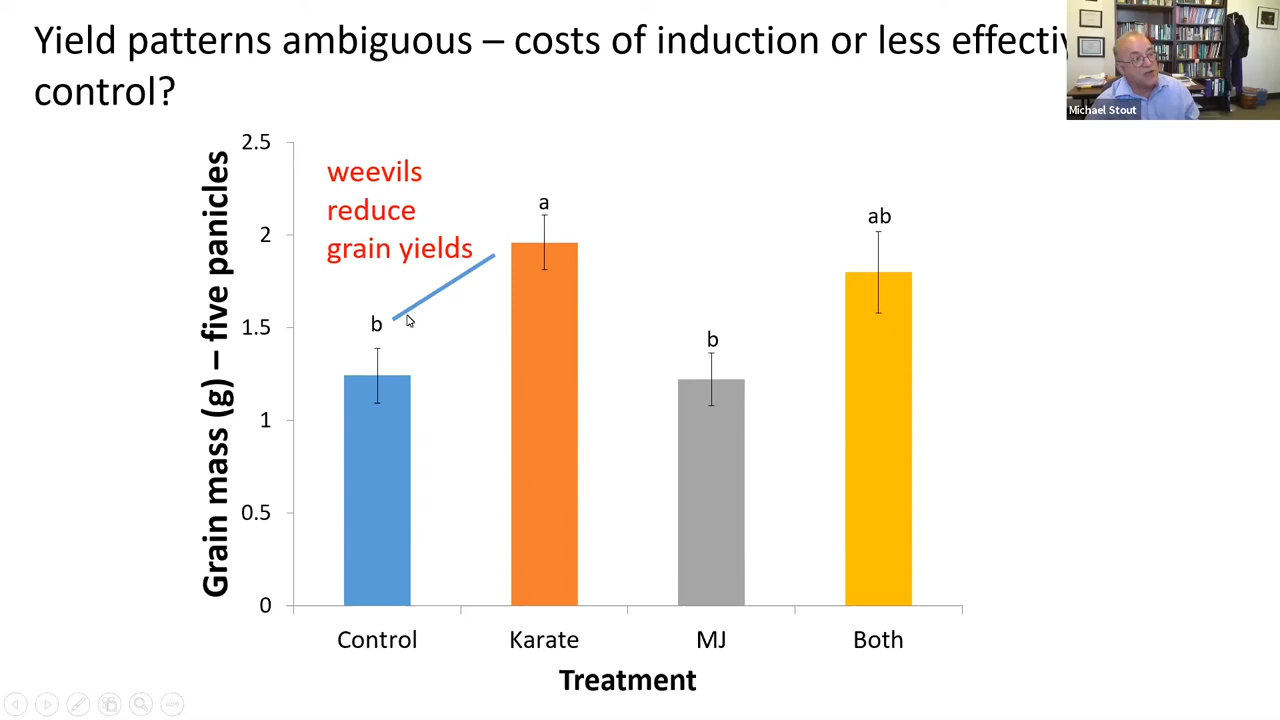 Yield patterns ambiguous – costs of induction or less
control?
Michael Stout
Grain mass (g) – five panicles
2.5
2
1.5
1
0.5
0
weevils
reduce
grain yields
b
a
b
ab
Control
Karate
MJ
Both
Treatment